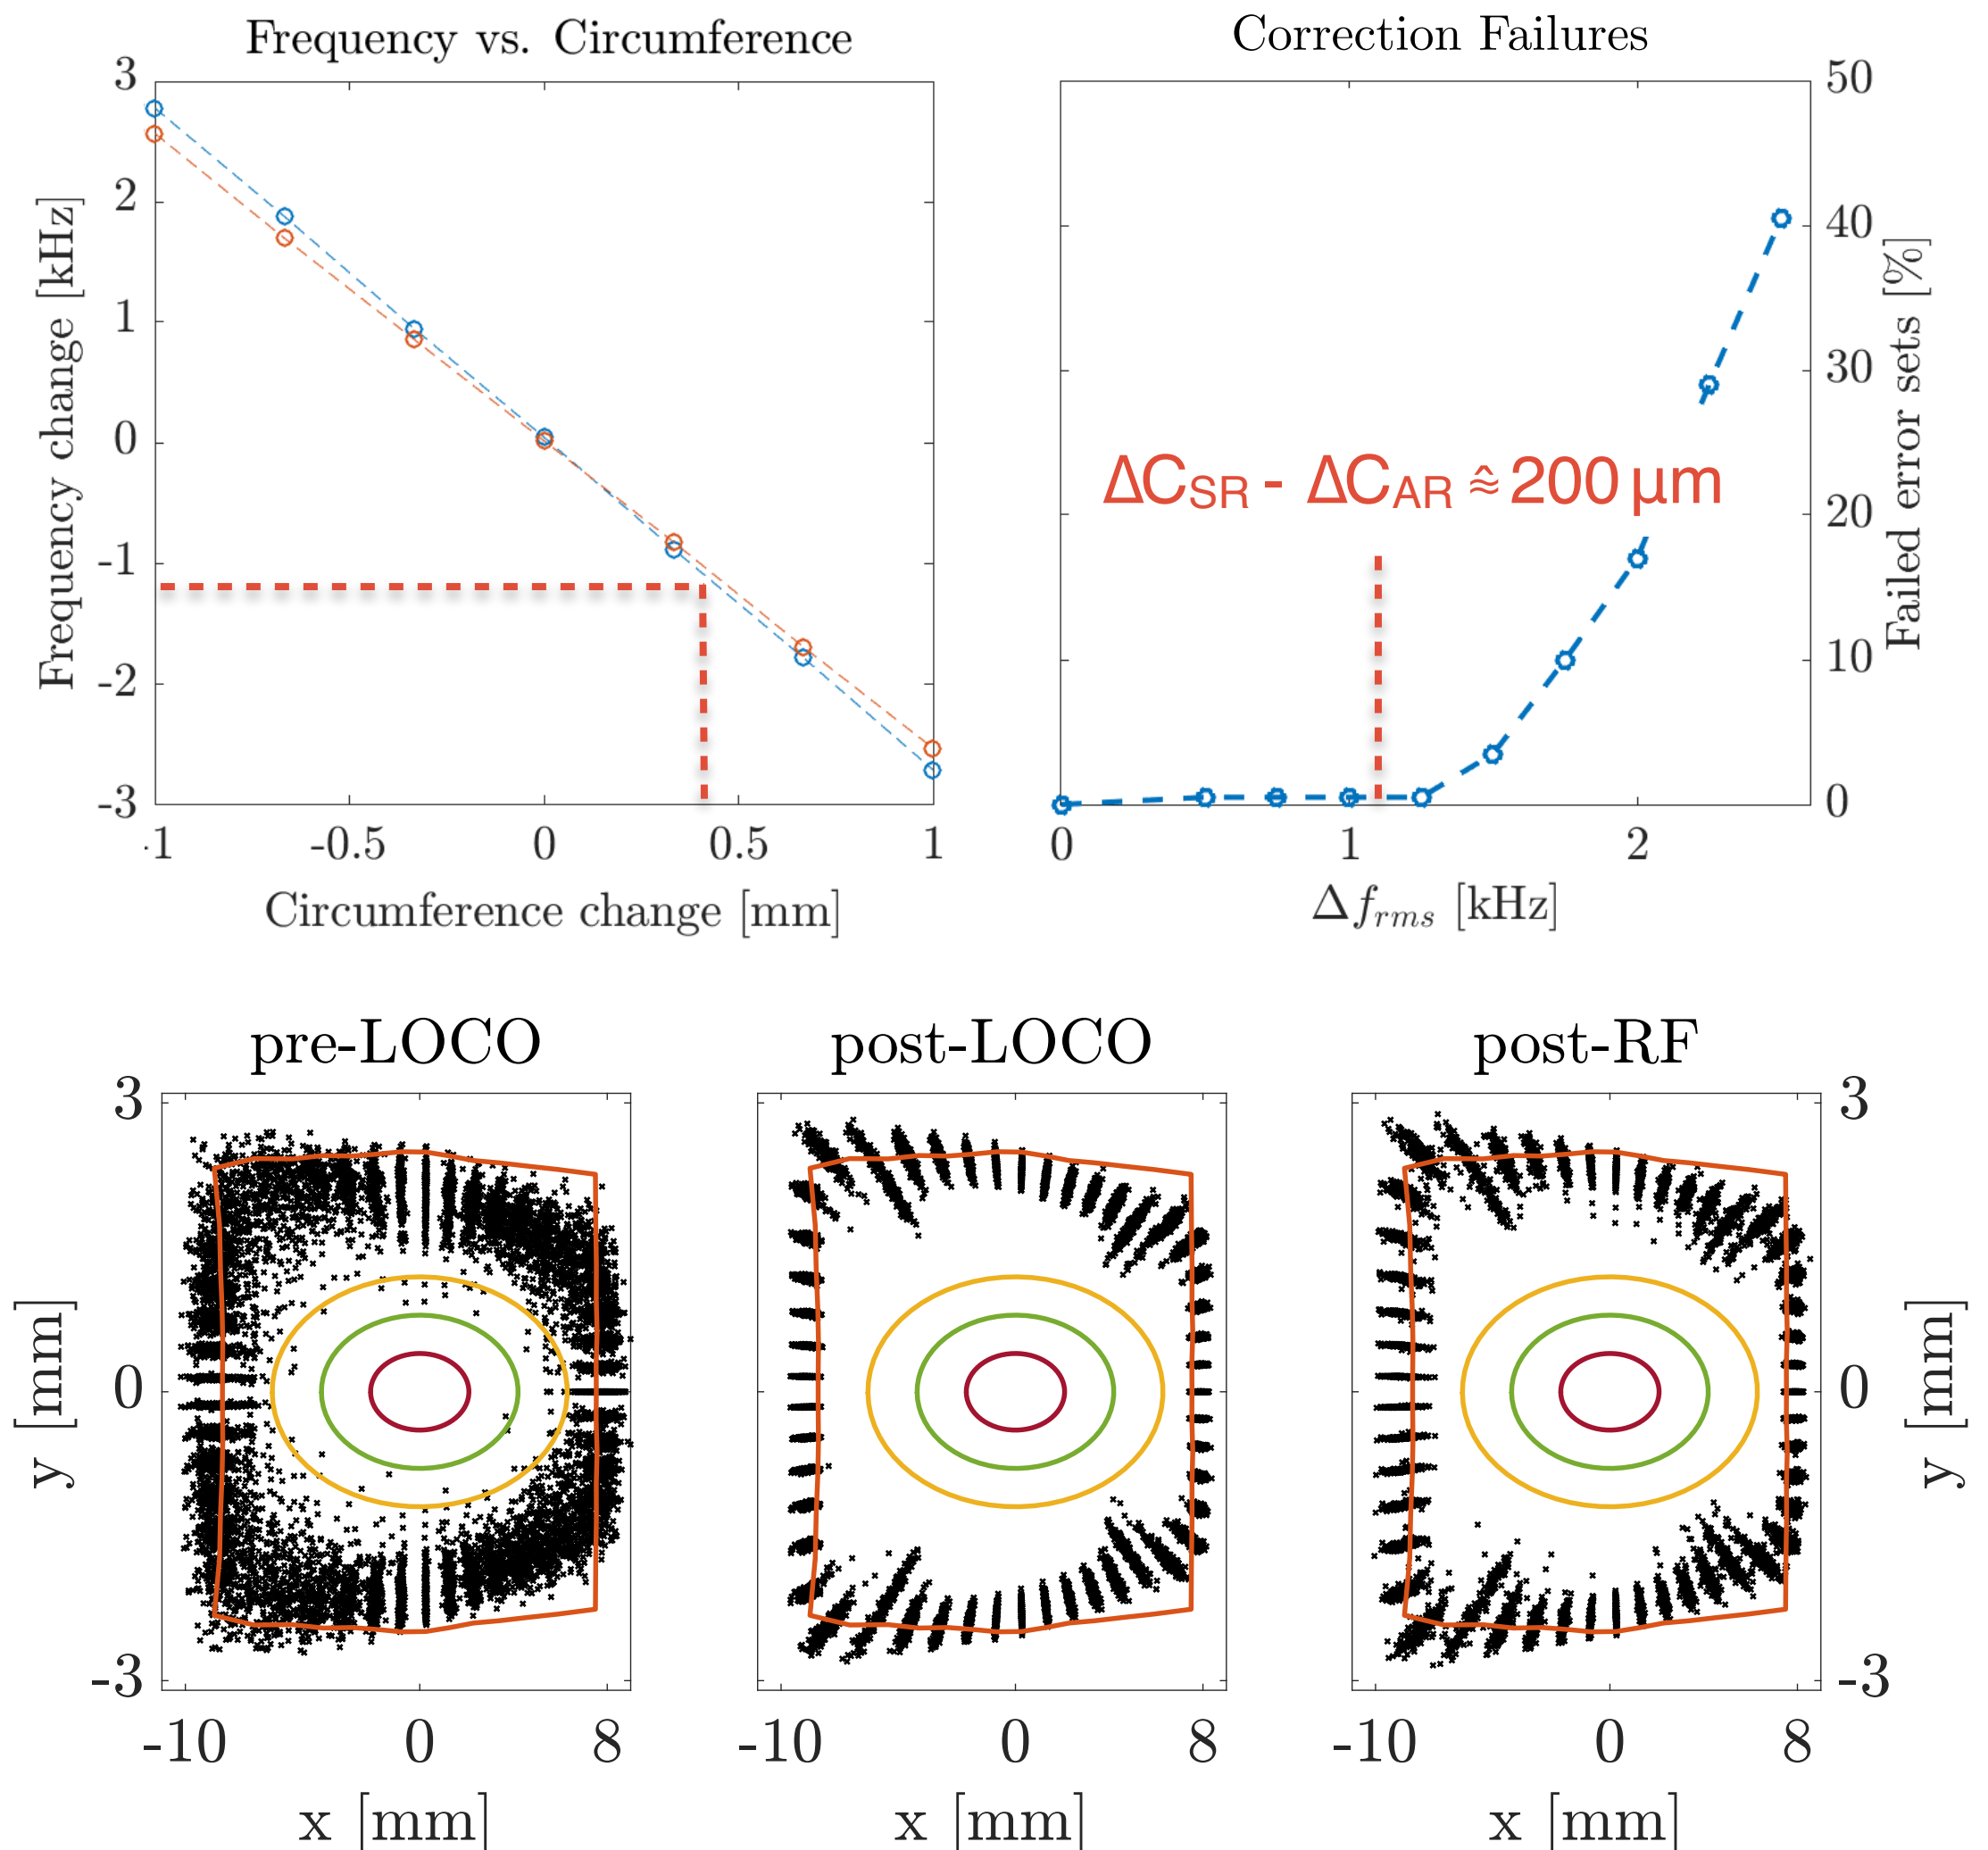 Frequency vs. Circumference
Correction Failures
3
2
1
0
-1
-2
-3
Frequency change [kHz]
-1
-0.5
0
0.5
1
Circumference change [mm]
ΔC_SR - ΔC_AR ≈̂ 200 µm
50
40
30
20
10
0
Failed error sets [%]
0
1
2
Δf_rms [kHz]
pre-LOCO
post-LOCO
post-RF
3
0
-3
y [mm]
3
0
-3
y [mm]
-10
0
8
-10
0
8
-10
0
8
x [mm]
x [mm]
x [mm]